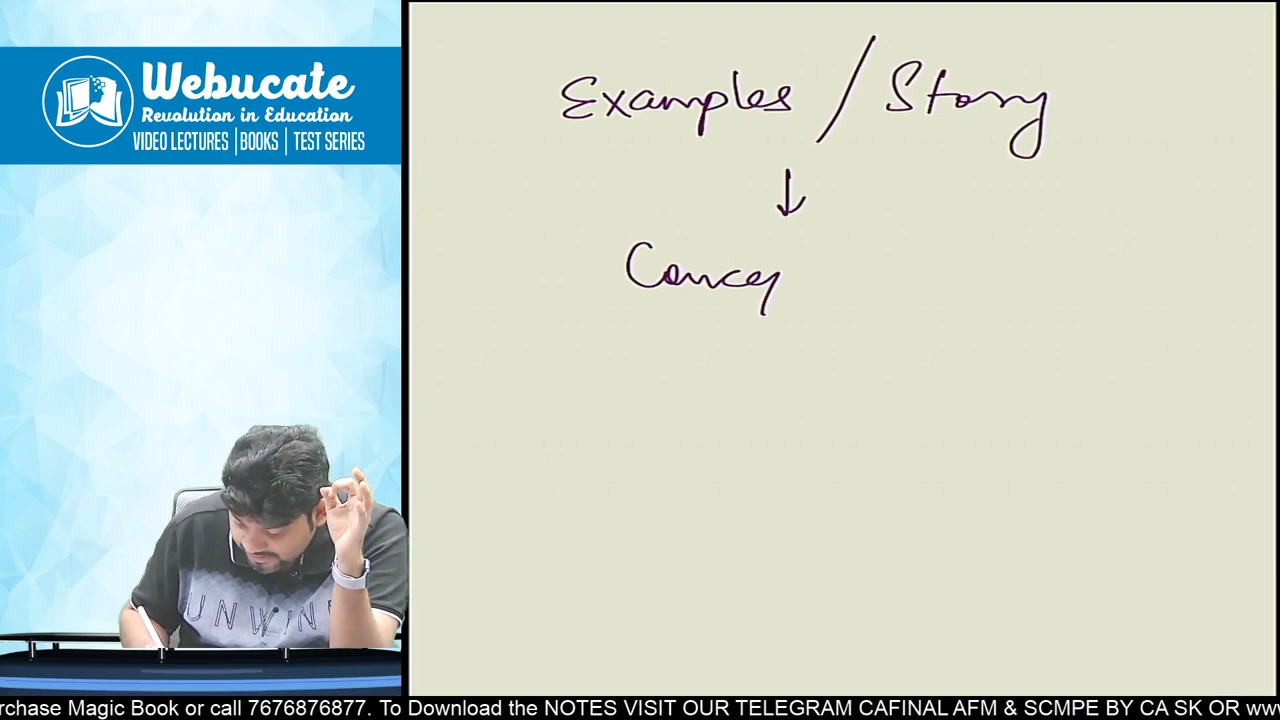 Webucate
Revolution in Education
VIDEO LECTURES | BOOKS | TEST SERIES
Examples / Story
↓
Concep
UNWIN
rchase Magic Book or call 7676876877. To Download the NOTES VISIT OUR TELEGRAM CAFINAL AFM & SCMPE BY CA SK OR ww